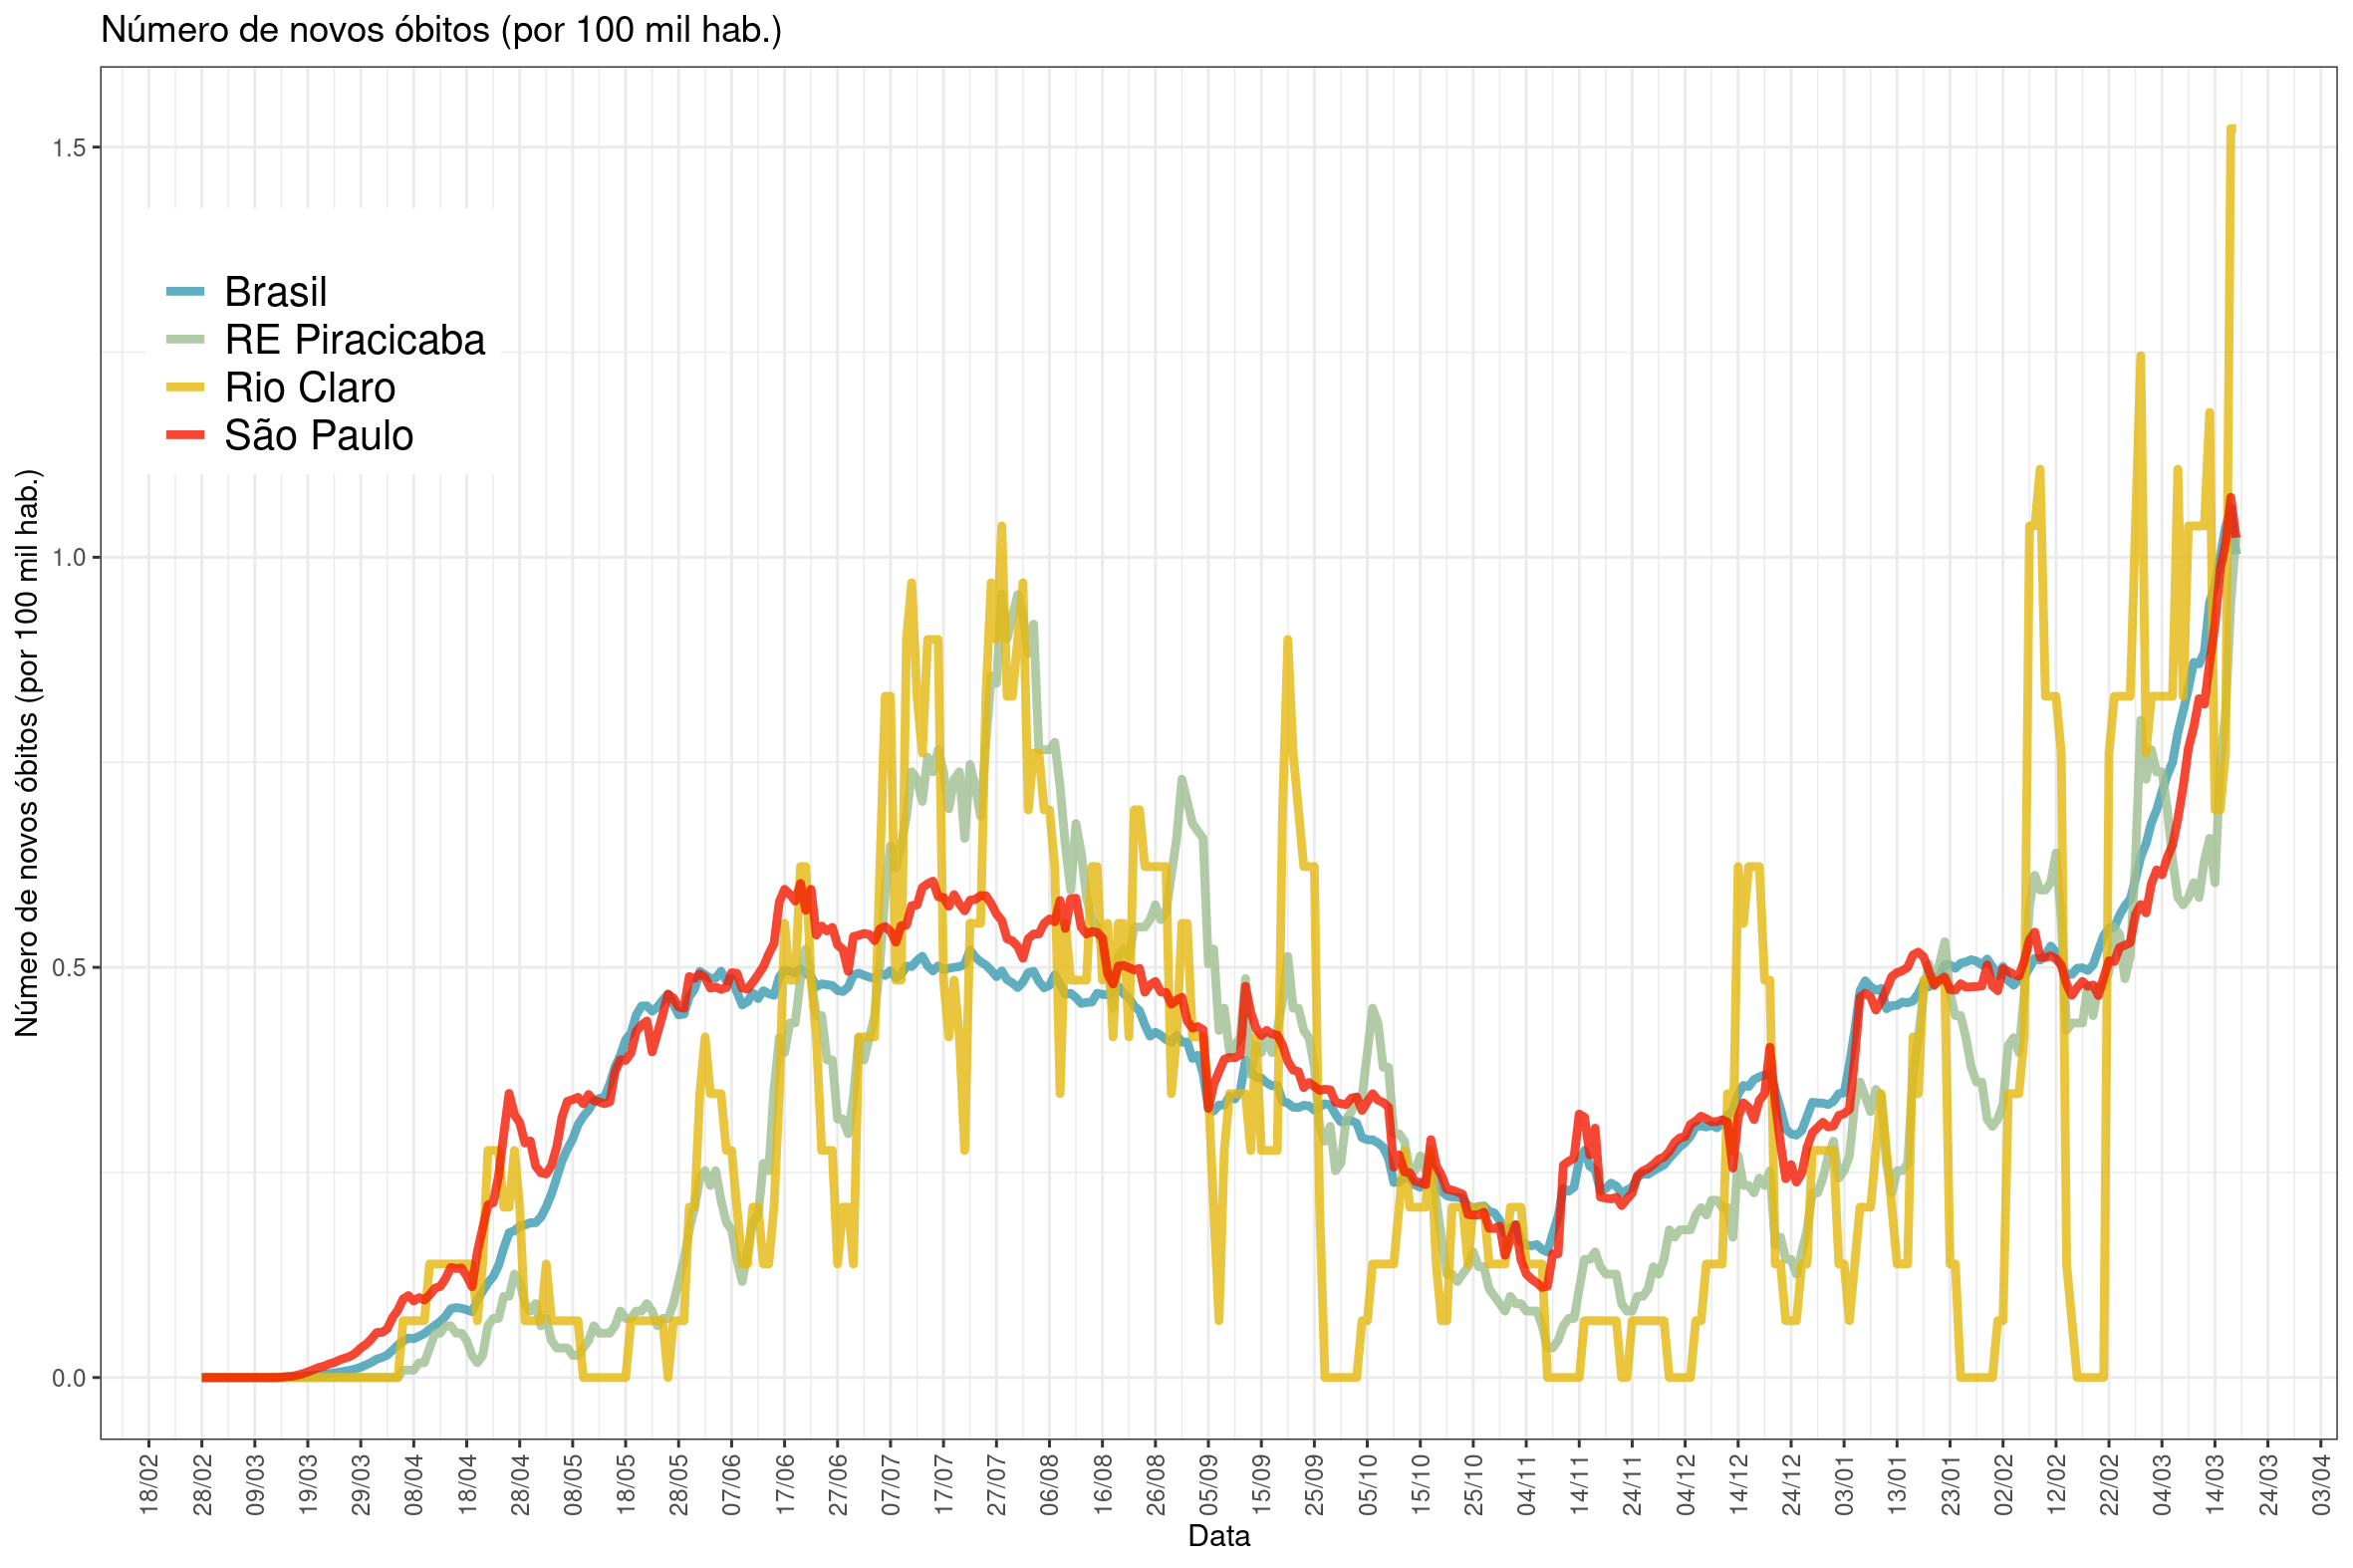 Número de novos óbitos (por 100 mil hab.)
Número de novos óbitos (por 100 mil hab.)
1.5
1.0
0.5
0.0
Brasil
RE Piracicaba
Rio Claro
São Paulo
18/02 28/02 09/03 19/03 29/03 08/04 18/04 28/04 08/05 18/05 28/05 07/06 17/06 27/06 07/07 17/07 27/07 06/08 16/08 26/08 05/09 15/09 25/09 05/10 15/10 25/10 04/11 14/11 24/11 04/12 14/12 24/12 03/01 13/01 23/01 02/02 12/02 22/02 04/03 14/03 24/03 03/04
Data